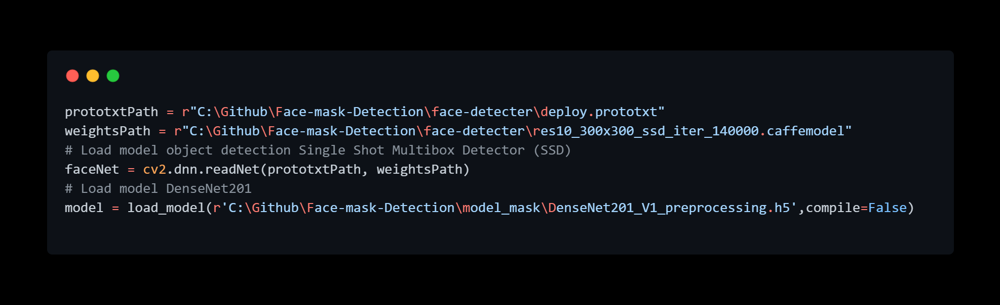 prototxtPath = r"C:\Github\Face-mask-Detection\face-detecter\deploy.prototxt"
weightsPath = r"C:\Github\Face-mask-Detection\face-detecter\res10_300x300_ssd_iter_140000.caffemodel"
# Load model object detection Single Shot Multibox Detector (SSD)
faceNet = cv2.dnn.readNet(prototxtPath, weightsPath)
# Load model DenseNet201
model = load_model(r'C:\Github\Face-mask-Detection\model_mask\DenseNet201_V1_preprocessing.h5',compile=False)